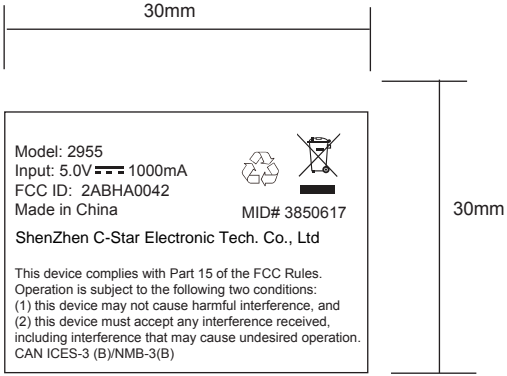 30mm
Model: 2955
Input: 5.0V ⎓ 1000mA
FCC ID: 2ABHA0042
Made in China
MID# 3850617
30mm
ShenZhen C-Star Electronic Tech. Co., Ltd
This device complies with Part 15 of the FCC Rules.
Operation is subject to the following two conditions:
(1) this device may not cause harmful interference, and
(2) this device must accept any interference received,
including interference that may cause undesired operation.
CAN ICES-3 (B)/NMB-3(B)